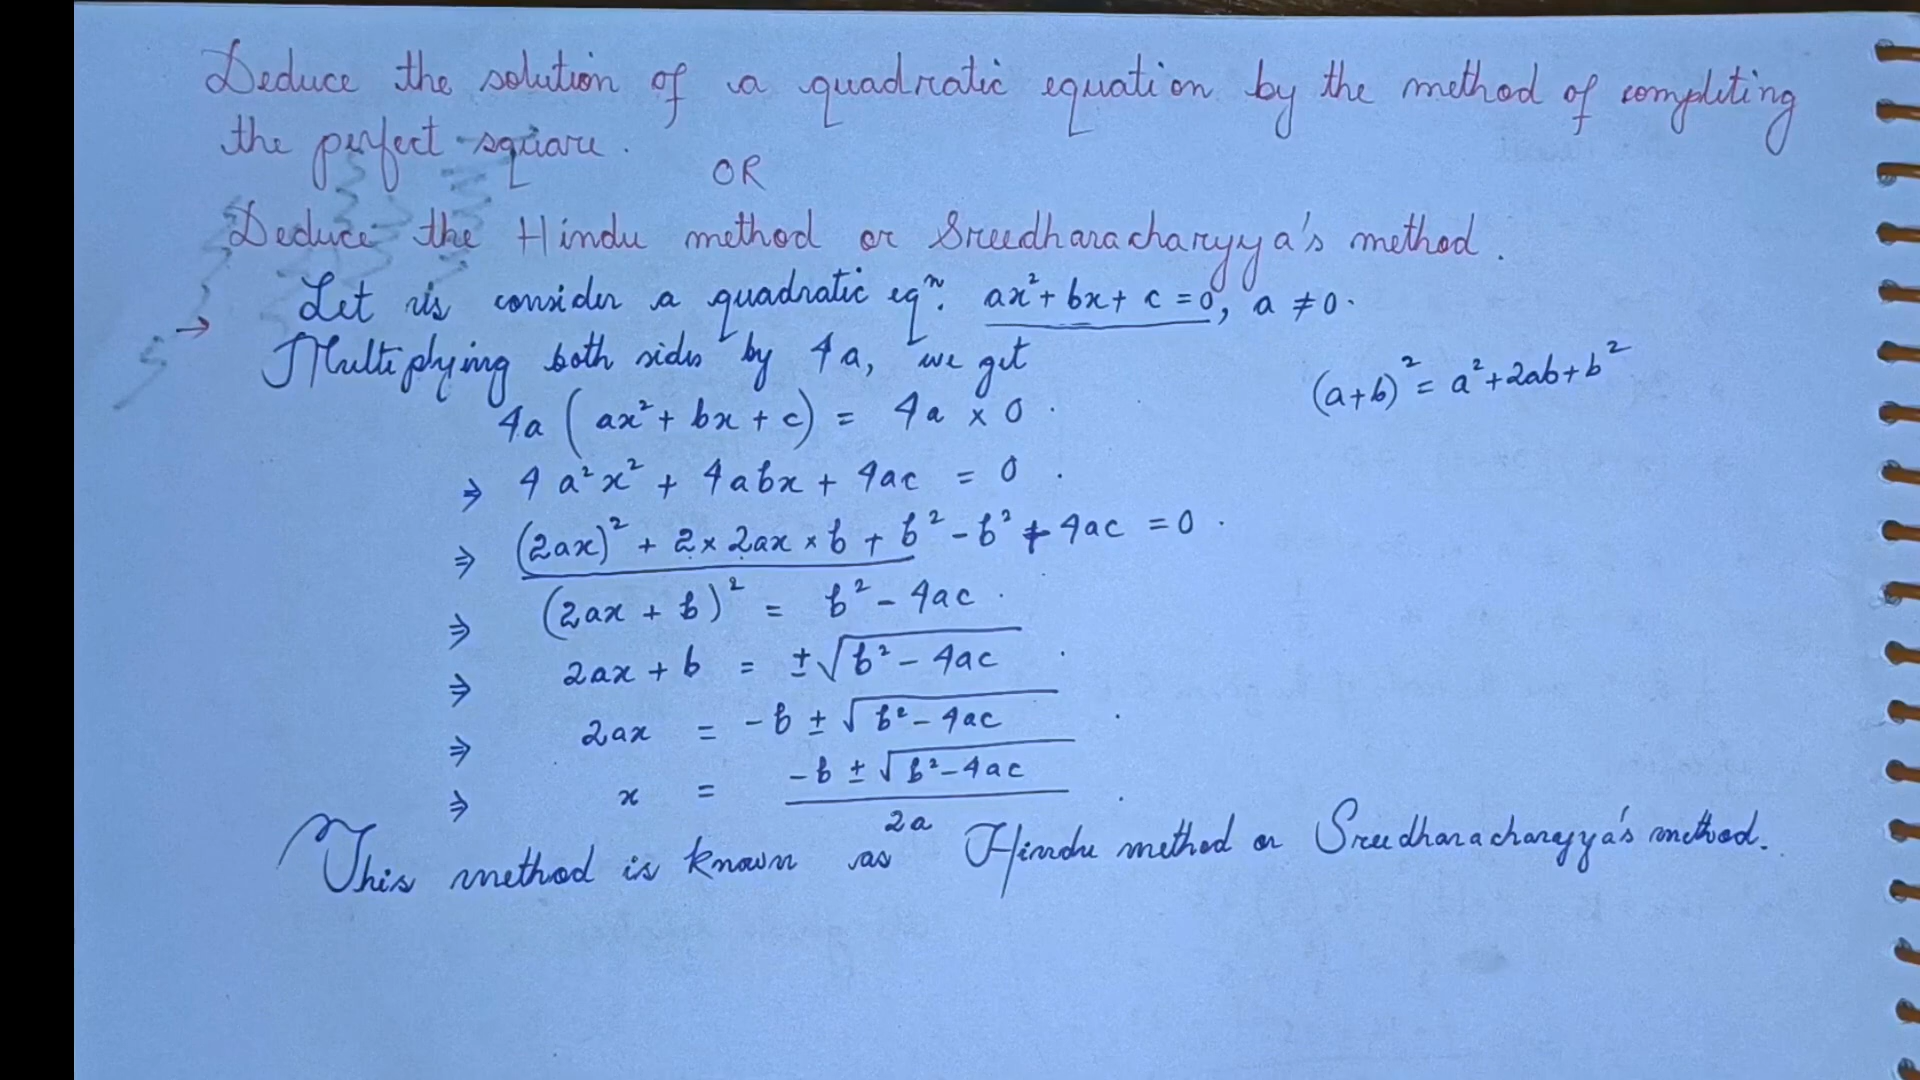 Deduce the solution of a quadratic equation by the method of completing
the perfect square.
OR
Deduce the Hindu method or Sreedharacharyya's method.
→ Let us consider a quadratic eqⁿ. ax² + bx + c = 0, a ≠ 0.
Multiplying both sides by 4a, we get
(a+b)² = a² + 2ab + b²
4a (ax² + bx + c) = 4a × 0.
⇒ 4a²x² + 4abx + 4ac = 0.
⇒ (2ax)² + 2 × 2ax × b + b² - b² + 4ac = 0.
⇒ (2ax + b)² = b² - 4ac.
⇒ 2ax + b = ±√(b² - 4ac).
⇒ 2ax = -b ± √(b² - 4ac).
⇒ x = (-b ± √(b² - 4ac)) / 2a.
This method is known as Hindu method or Sreedharacharyya's method.